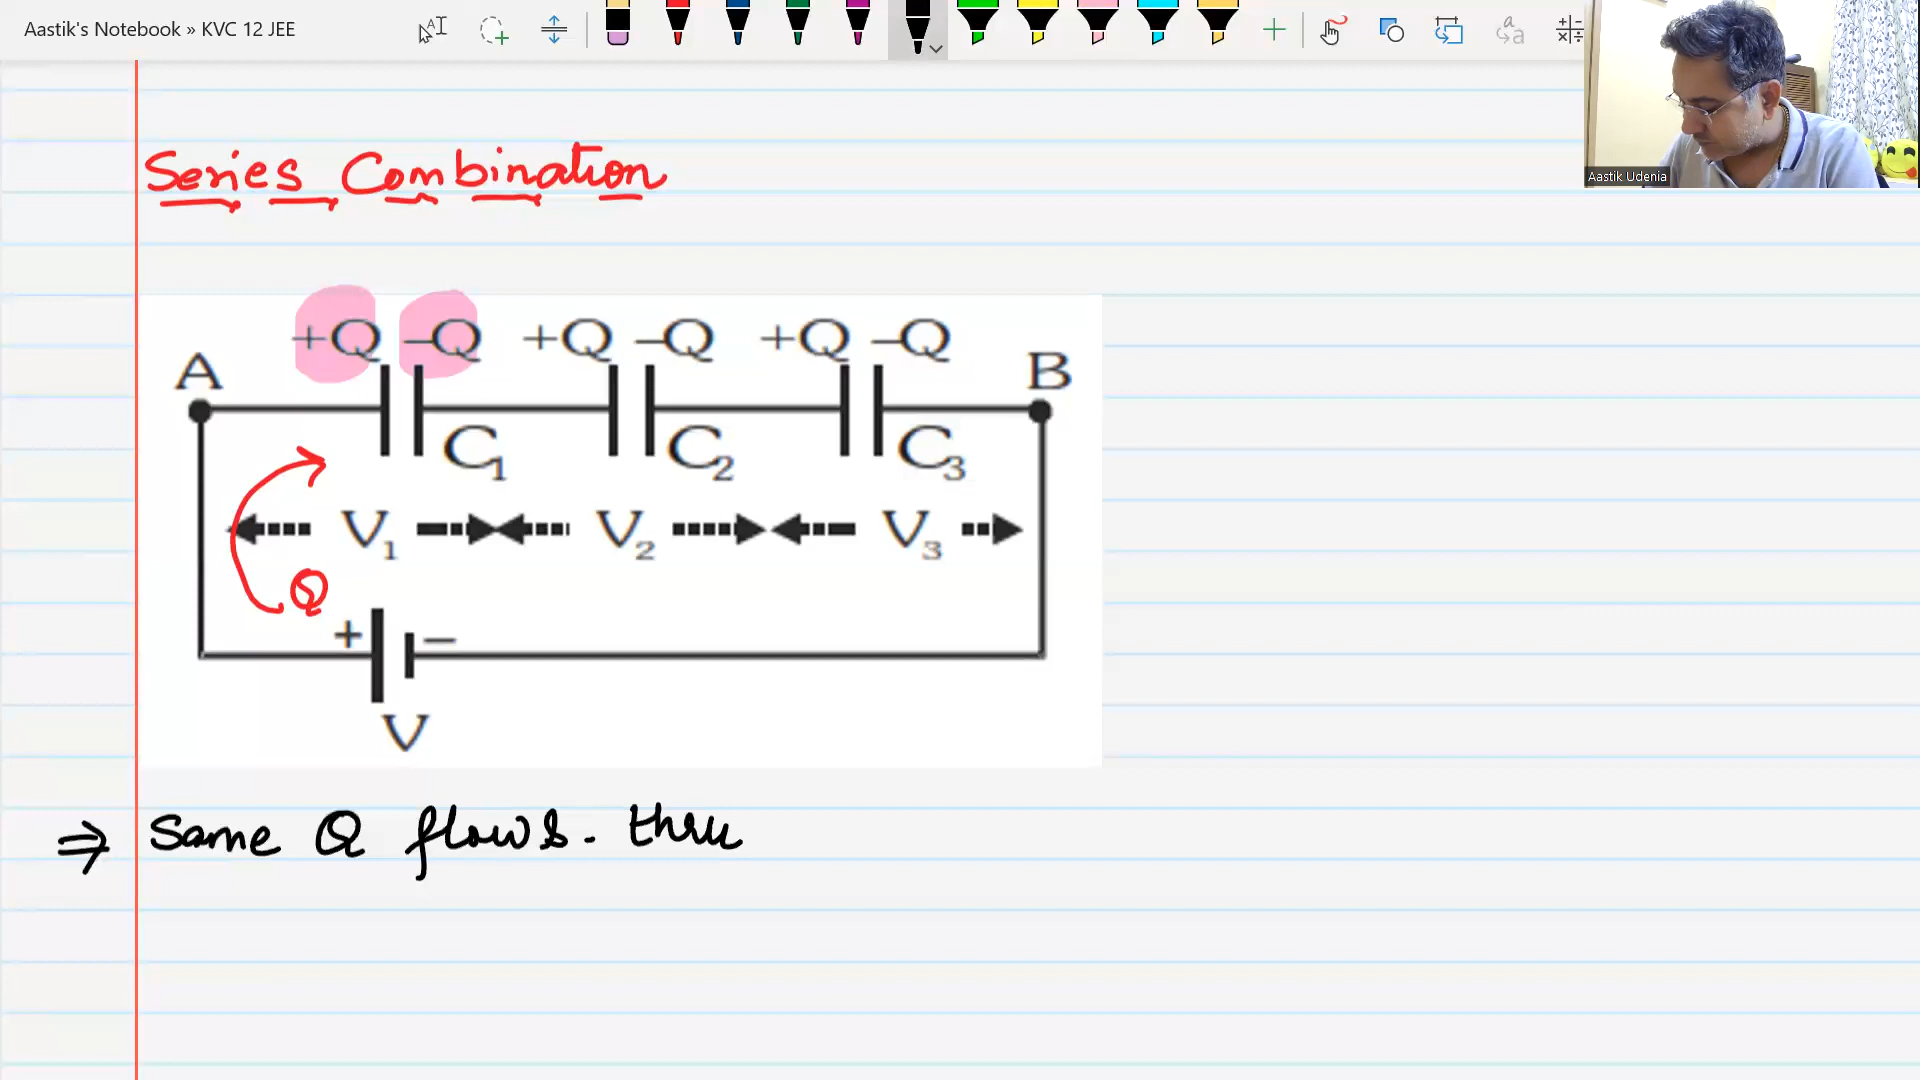 Aastik's Notebook » KVC 12 JEE
Aastik Udenia
Series Combination
+Q –Q +Q –Q +Q –Q
A B
C1 C2 C3
V1 V2 V3
Q
+ –
V
⇒ Same Q flows. thru